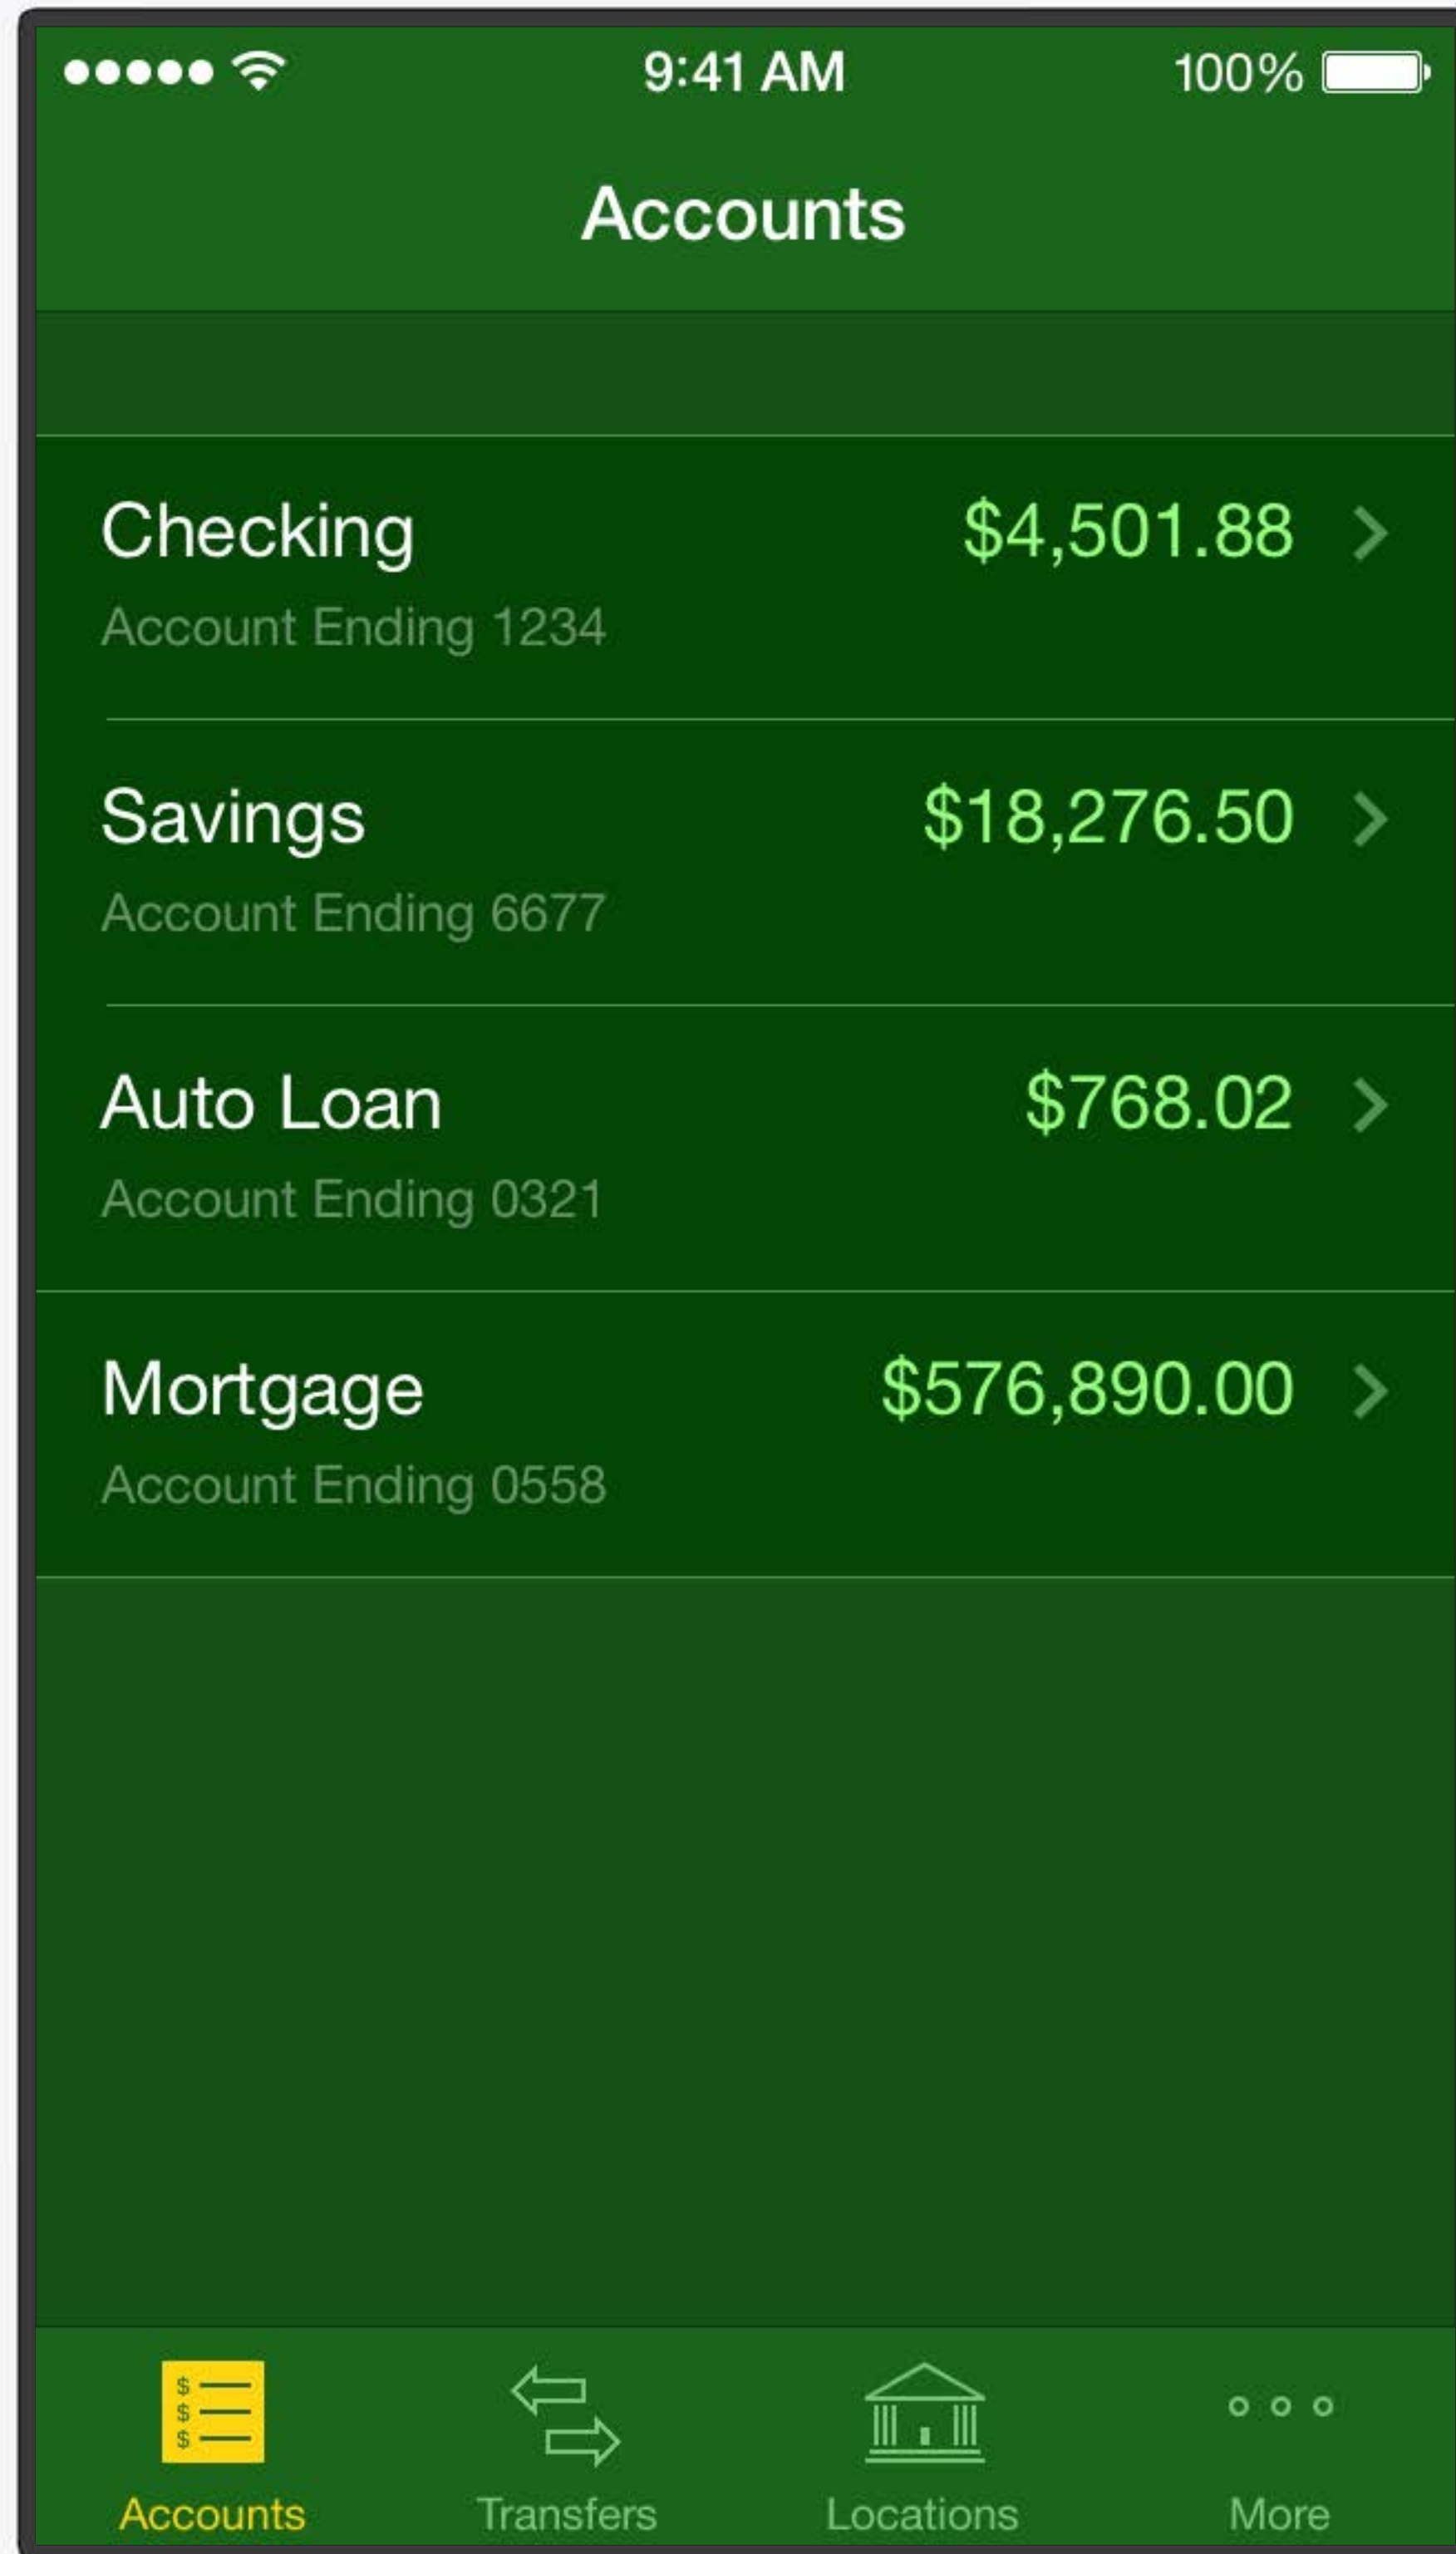 9:41 AM 100%
Accounts
Checking $4,501.88
Account Ending 1234
Savings $18,276.50
Account Ending 6677
Auto Loan $768.02
Account Ending 0321
Mortgage $576,890.00
Account Ending 0558
$
$
$
Accounts Transfers Locations More